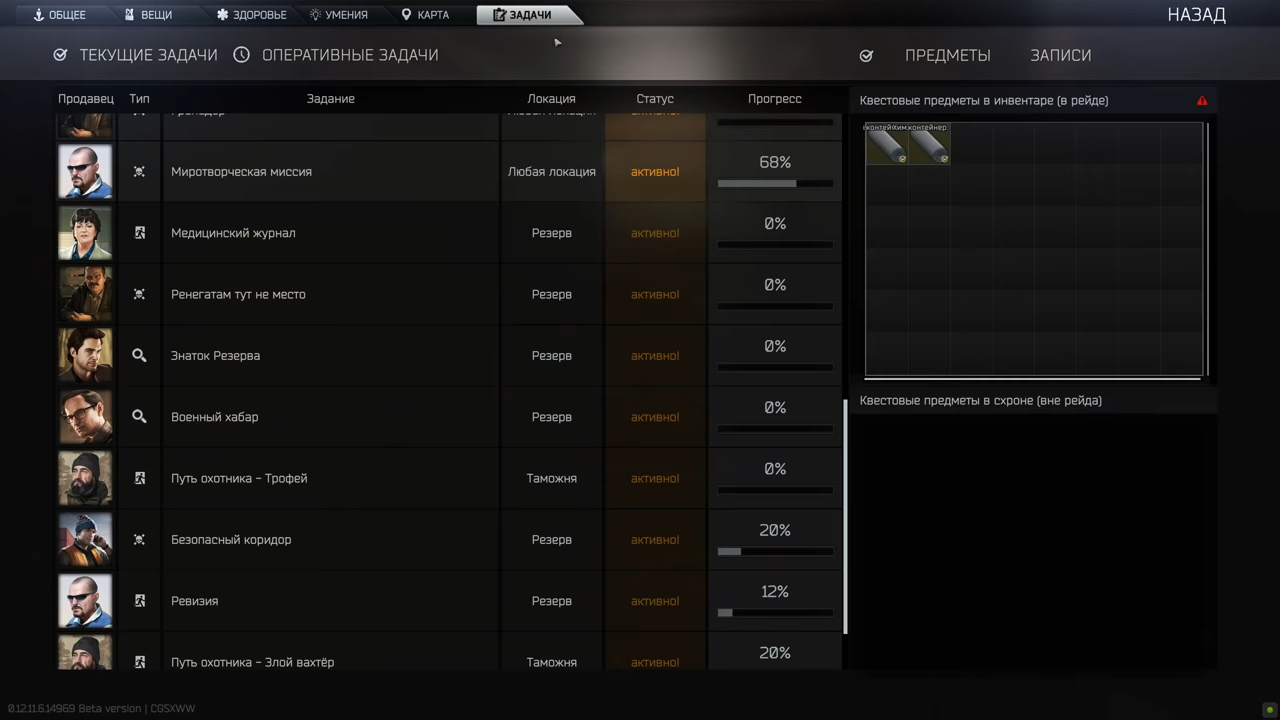 ОБЩЕЕ ВЕЩИ ЗДОРОВЬЕ УМЕНИЯ КАРТА ЗАДАЧИ НАЗАД
ТЕКУЩИЕ ЗАДАЧИ ОПЕРАТИВНЫЕ ЗАДАЧИ ПРЕДМЕТЫ ЗАПИСИ
Продавец Тип Задание Локация Статус Прогресс
Квестовые предметы в инвентаре (в рейде)
Миротворческая миссия Любая локация активно! 68%
Медицинский журнал Резерв активно! 0%
Ренегатам тут не место Резерв активно! 0%
Знаток Резерва Резерв активно! 0%
Военный хабар Резерв активно! 0%
Квестовые предметы в схроне (вне рейда)
Путь охотника – Трофей Таможня активно! 0%
Безопасный коридор Резерв активно! 20%
Ревизия Резерв активно! 12%
Путь охотника – Злой вахтёр Таможня активно! 20%
0.12.11.6.14969 Beta version | CGSXWW